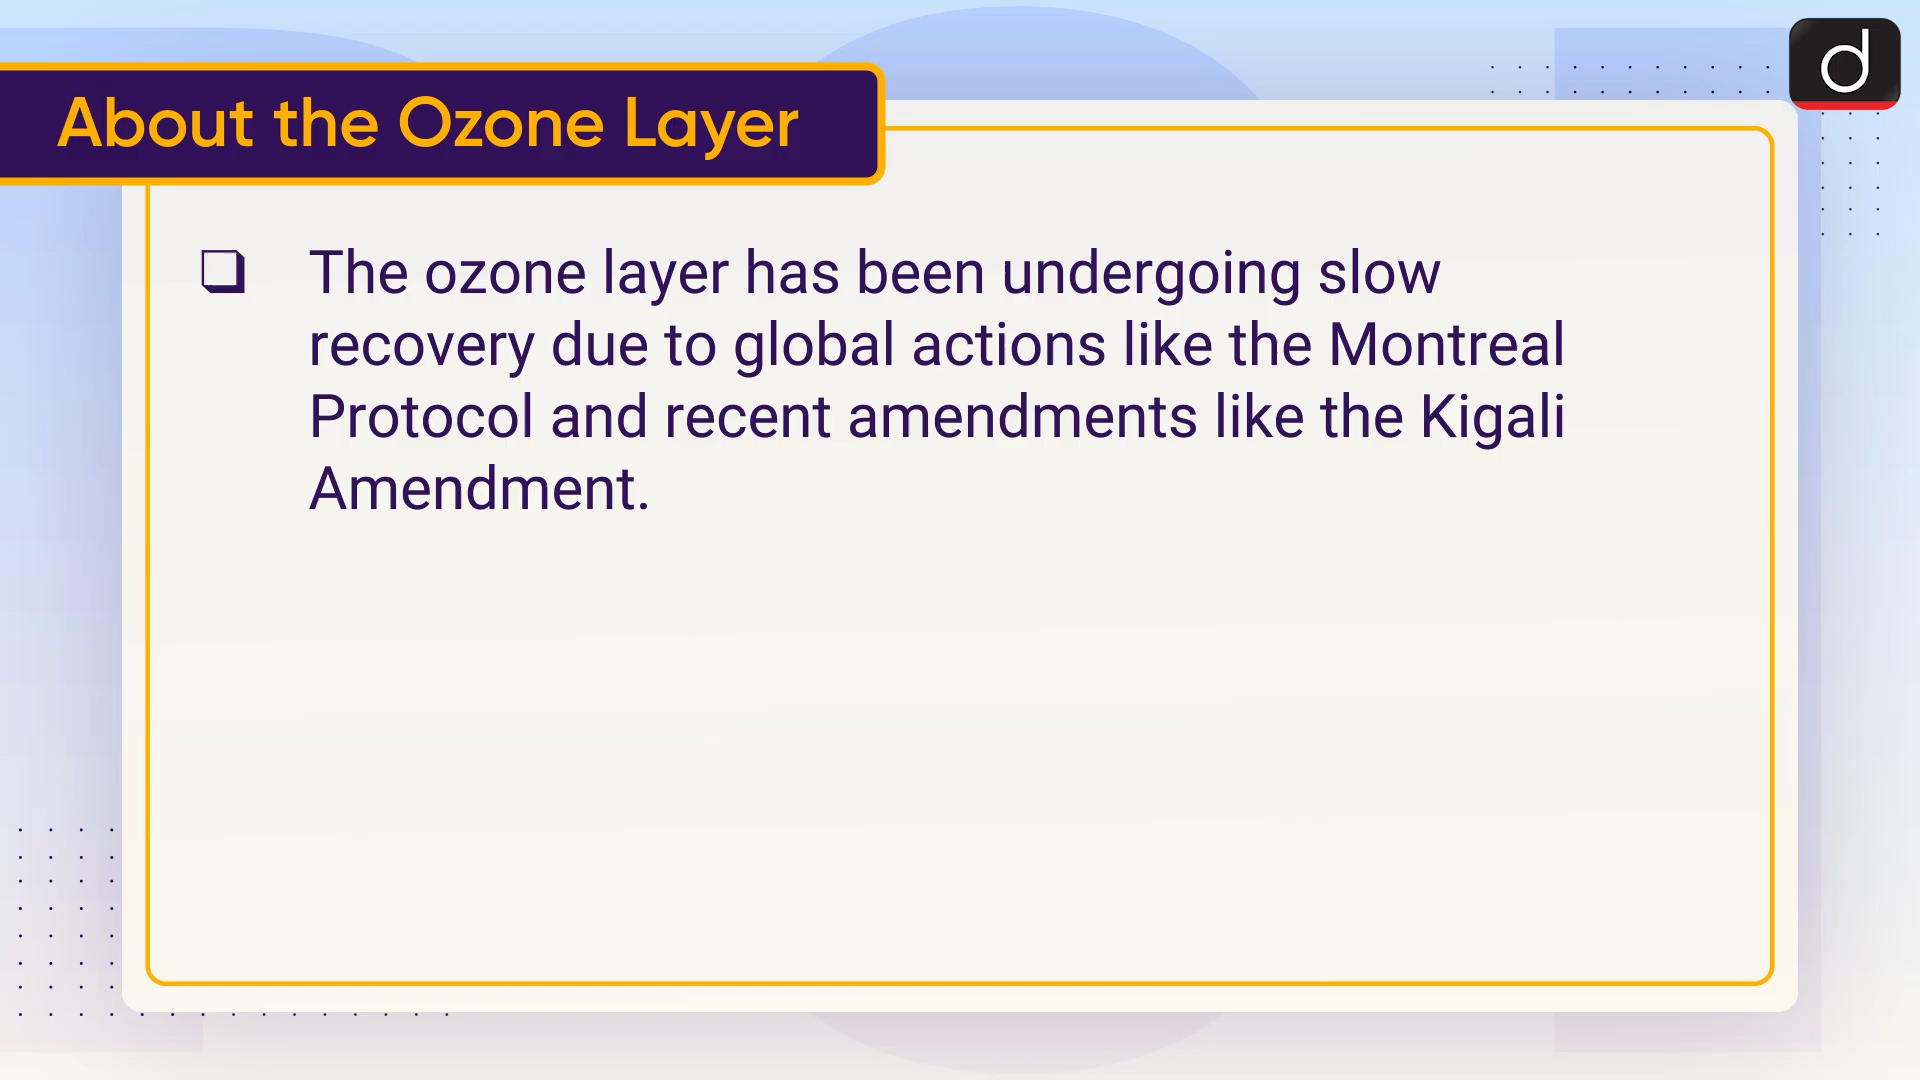 About the Ozone Layer
❑ The ozone layer has been undergoing slow
recovery due to global actions like the Montreal
Protocol and recent amendments like the Kigali
Amendment.
d